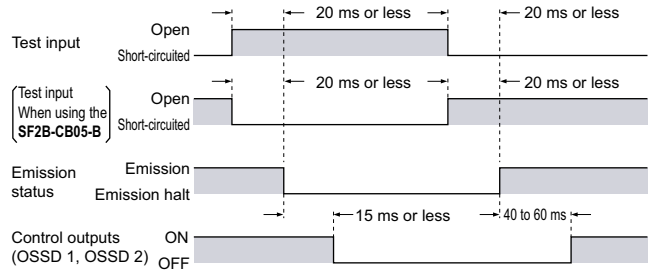 20 ms or less 20 ms or less
Test input Open
Short-circuited
20 ms or less 20 ms or less
Test input
When using the
SF2B-CB05-B
Open
Short-circuited
Emission status Emission
Emission halt
15 ms or less 40 to 60 ms
Control outputs (OSSD 1, OSSD 2) ON
OFF